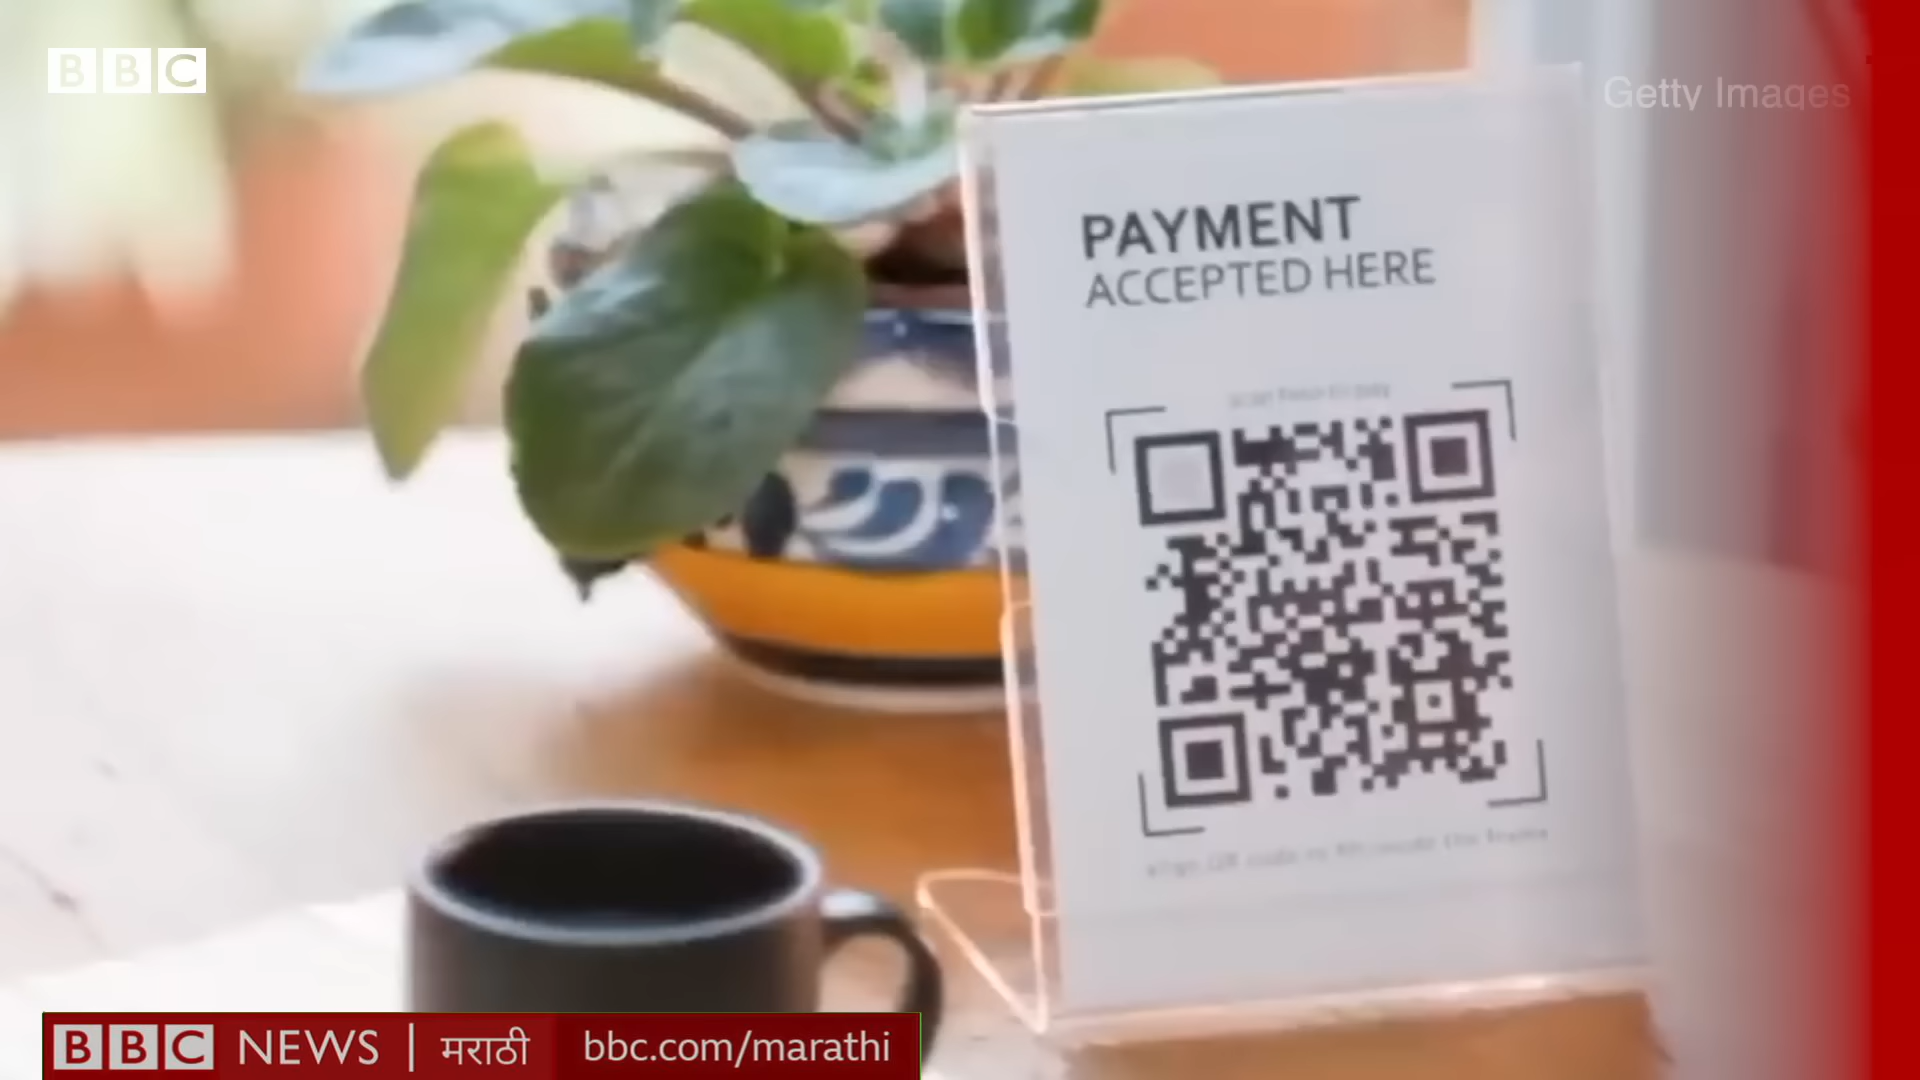 BBC
Getty Images
PAYMENT
ACCEPTED HERE
BBC NEWS | मराठी bbc.com/marathi